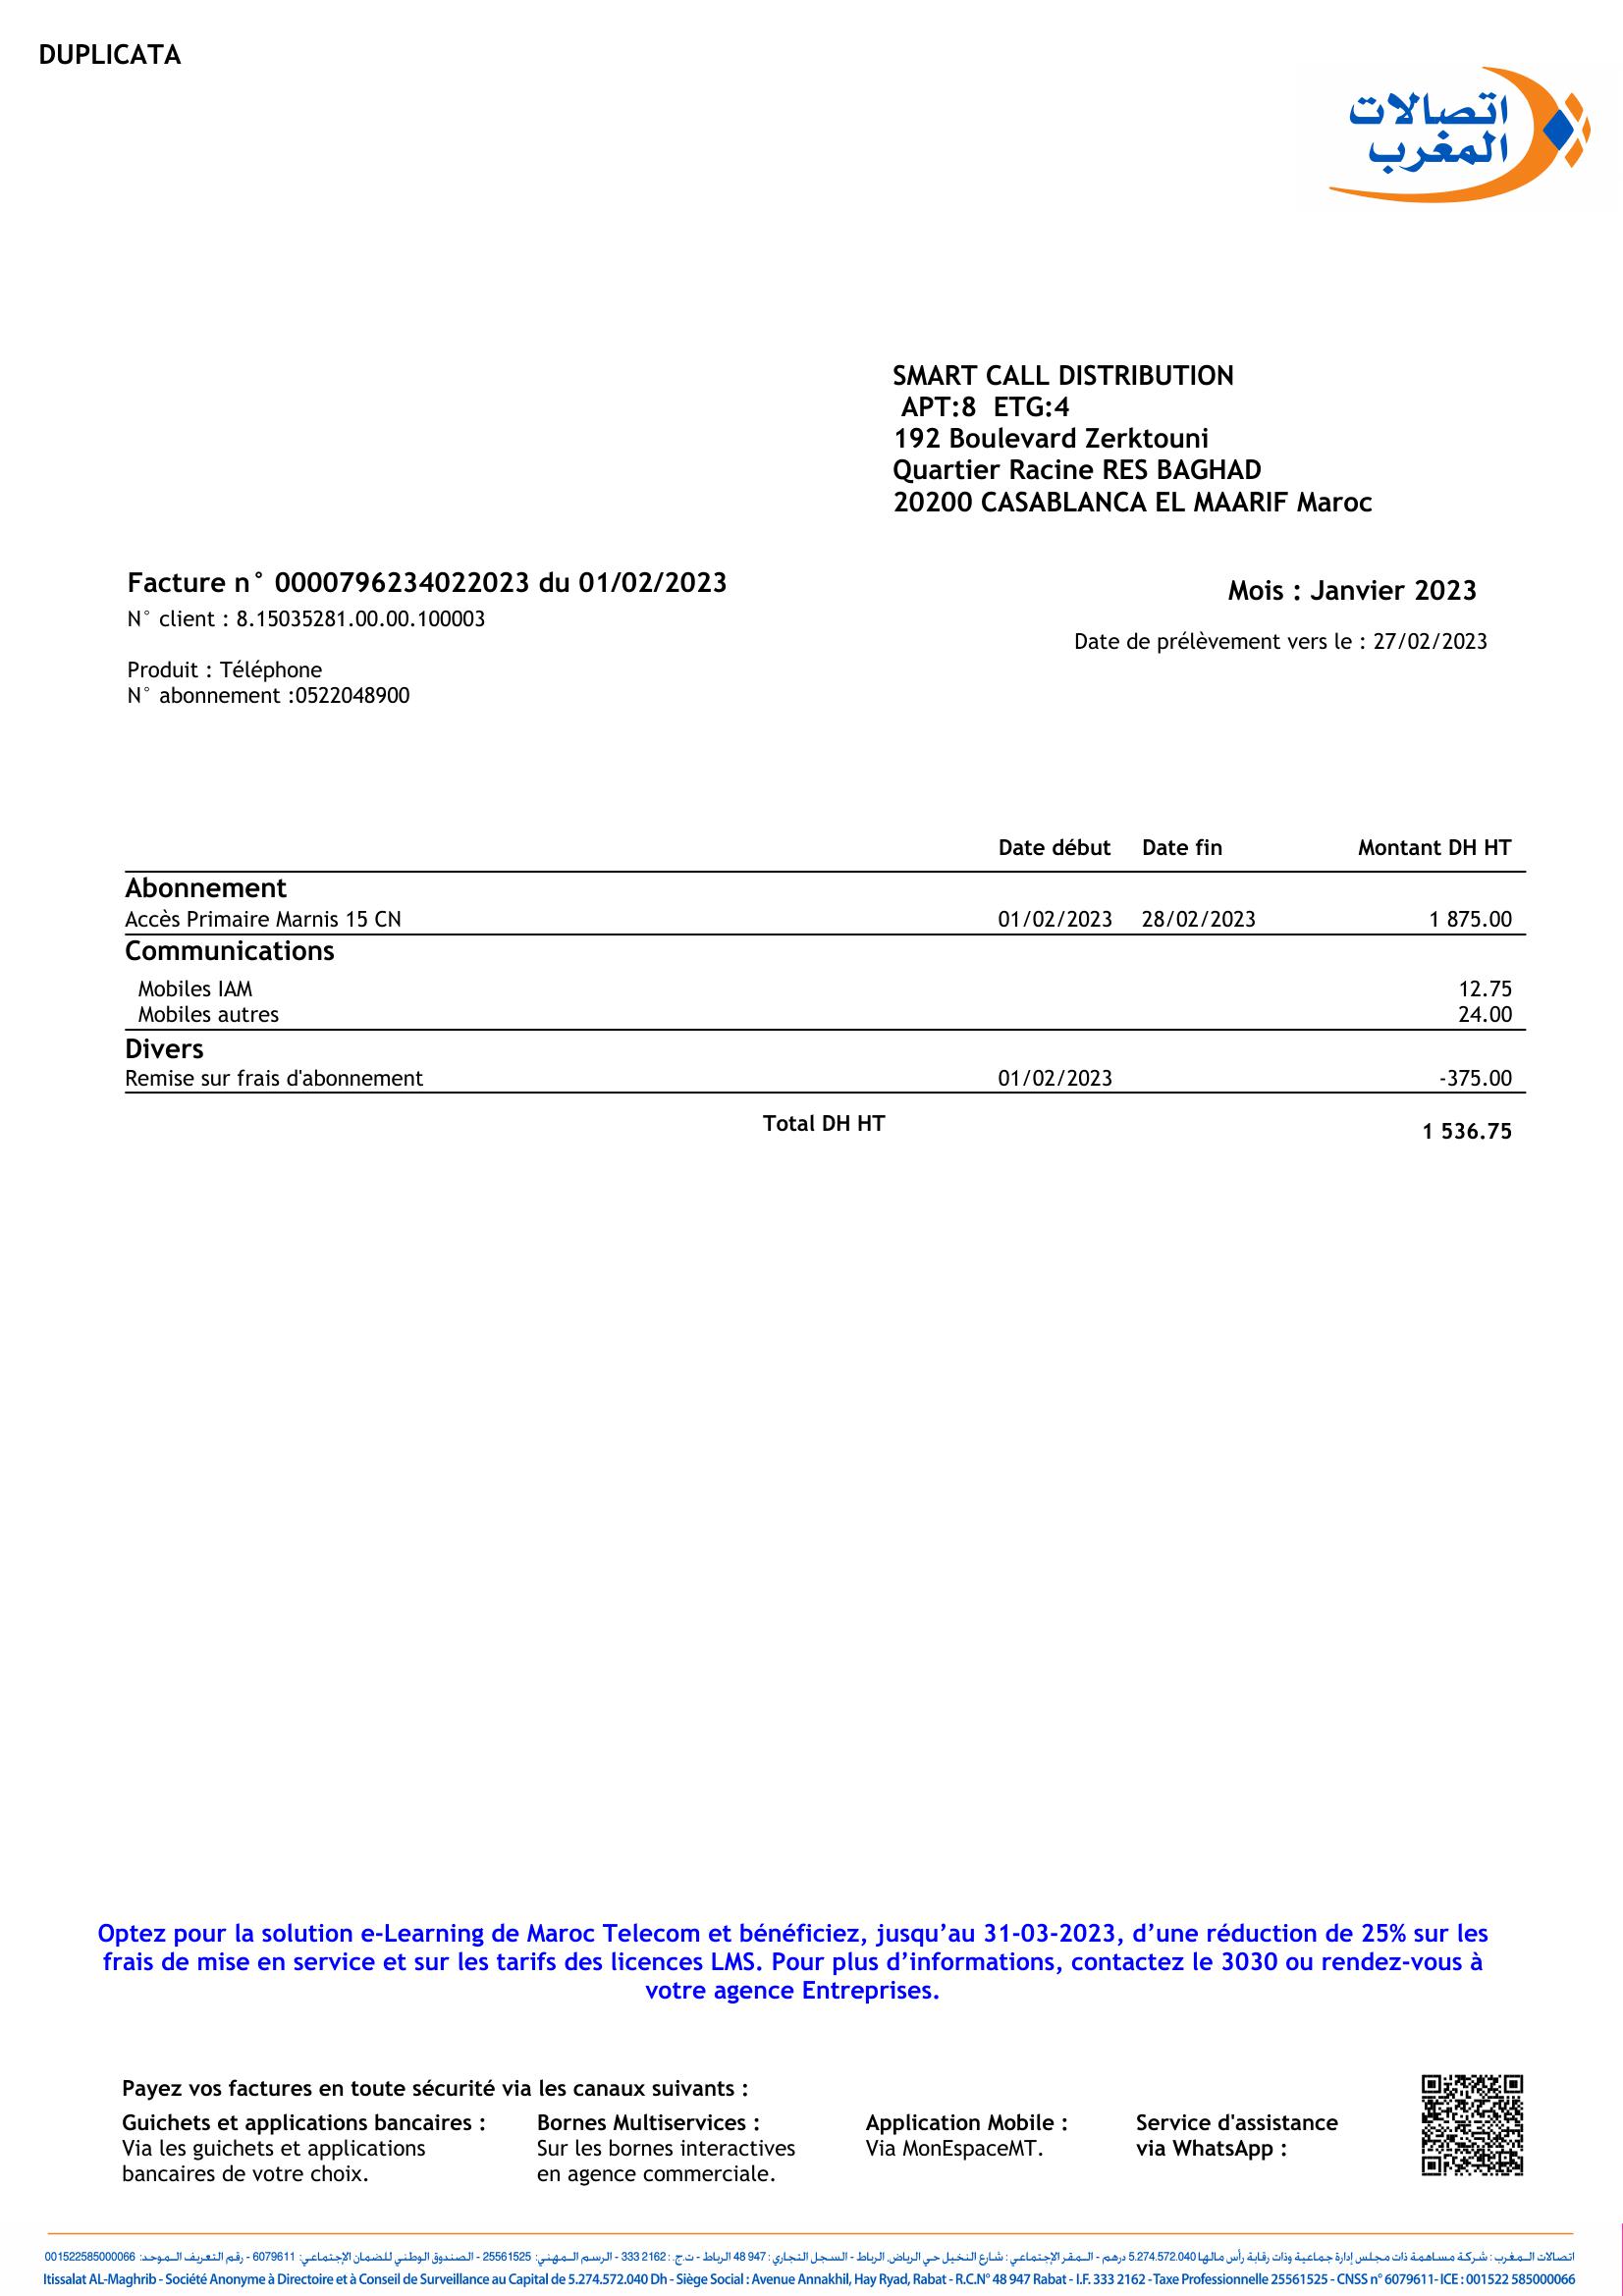 DUPLICATA
اتصالات
المغرب
SMART CALL DISTRIBUTION
APT:8 ETG:4
192 Boulevard Zerktouni
Quartier Racine RES BAGHAD
20200 CASABLANCA EL MAARIF Maroc
Facture n° 0000796234022023 du 01/02/2023
Mois : Janvier 2023
N° client : 8.15035281.00.00.100003
Date de prélèvement vers le : 27/02/2023
Produit : Téléphone
N° abonnement :0522048900
Date début Date fin Montant DH HT
Abonnement
Accès Primaire Marnis 15 CN 01/02/2023 28/02/2023 1 875.00
Communications
Mobiles IAM 12.75
Mobiles autres 24.00
Divers
Remise sur frais d'abonnement 01/02/2023 -375.00
Total DH HT 1 536.75
Optez pour la solution e-Learning de Maroc Telecom et bénéficiez, jusqu’au 31-03-2023, d’une réduction de 25% sur les
frais de mise en service et sur les tarifs des licences LMS. Pour plus d’informations, contactez le 3030 ou rendez-vous à
votre agence Entreprises.
Payez vos factures en toute sécurité via les canaux suivants :
Guichets et applications bancaires : Bornes Multiservices : Application Mobile : Service d'assistance
Via les guichets et applications Sur les bornes interactives Via MonEspaceMT. via WhatsApp :
bancaires de votre choix. en agence commerciale.
اتصالات المغرب : شركة مساهمة ذات مجلس إدارة جماعية وذات رقابة رأس مالها 5.274.572.040 درهم - المقر الإجتماعي : شارع النخيل حي الرياض, الرباط - السجل التجاري : 947 48 الرباط - ت.ج. : 2162 333 - الرسم المهني: 25561525 - الصندوق الوطني للضمان الإجتماعي: 6079611 - رقم التعريف الموحد: 001522585000066
Itissalat AL-Maghrib - Société Anonyme à Directoire et à Conseil de Surveillance au Capital de 5.274.572.040 Dh - Siège Social : Avenue Annakhil, Hay Ryad, Rabat - R.C.N° 48 947 Rabat - I.F. 333 2162 - Taxe Professionnelle 25561525 - CNSS n° 6079611- ICE : 001522 585000066